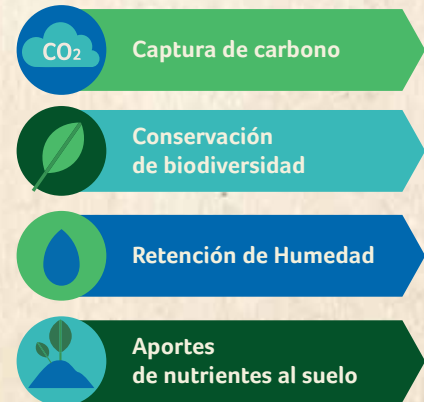 CO₂
Captura de carbono
Conservación
de biodiversidad
Retención de Humedad
Aportes
de nutrientes al suelo